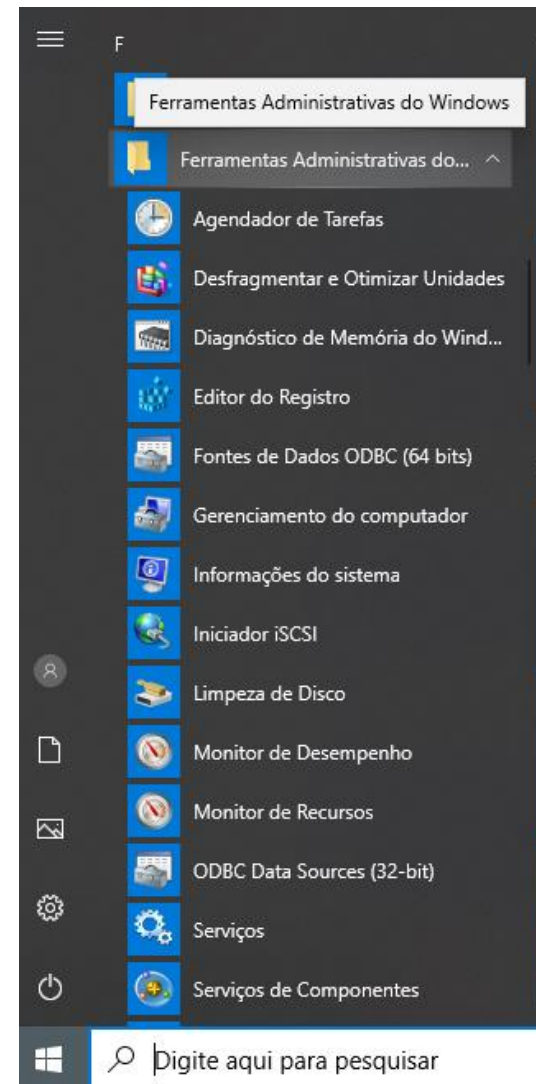 F
Ferramentas Administrativas do Windows
Ferramentas Administrativas do...
Agendador de Tarefas
Desfragmentar e Otimizar Unidades
Diagnóstico de Memória do Wind...
Editor do Registro
Fontes de Dados ODBC (64 bits)
Gerenciamento do computador
Informações do sistema
Iniciador iSCSI
Limpeza de Disco
Monitor de Desempenho
Monitor de Recursos
ODBC Data Sources (32-bit)
Serviços
Serviços de Componentes
Digite aqui para pesquisar